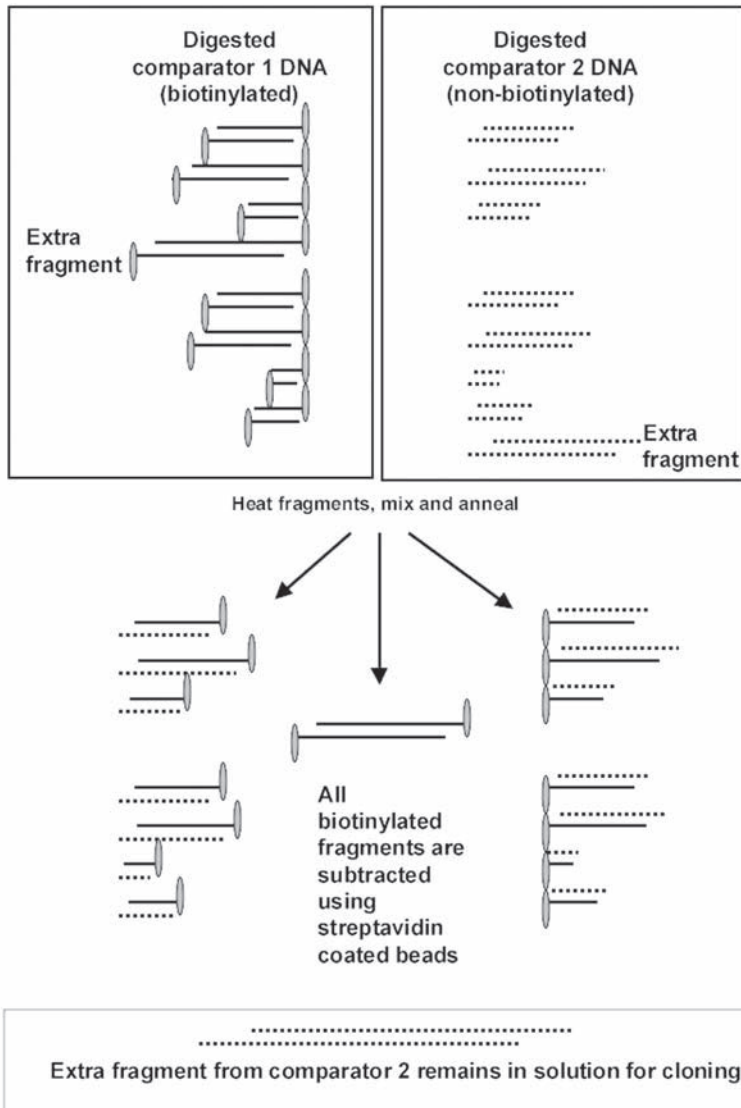 Digested
comparator 1 DNA
(biotinylated)
Extra
fragment
Digested
comparator 2 DNA
(non-biotinylated)
Extra
fragment
Heat fragments, mix and anneal
All
biotinylated
fragments are
subtracted
using
streptavidin
coated beads
Extra fragment from comparator 2 remains in solution for cloning